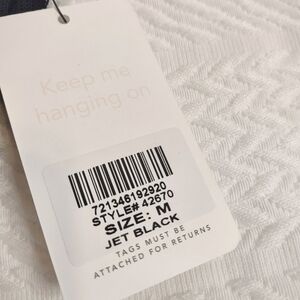 Keep me
hanging on
721346192920
STYLE# 42670
SIZE: M
JET BLACK
TAGS MUST BE
ATTACHED FOR RETURNS